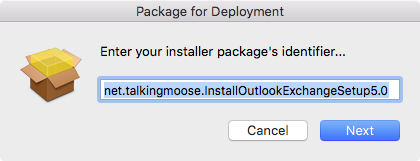 Package for Deployment
Enter your installer package's identifier...
net.talkingmoose.InstallOutlookExchangeSetup5.0
Cancel
Next